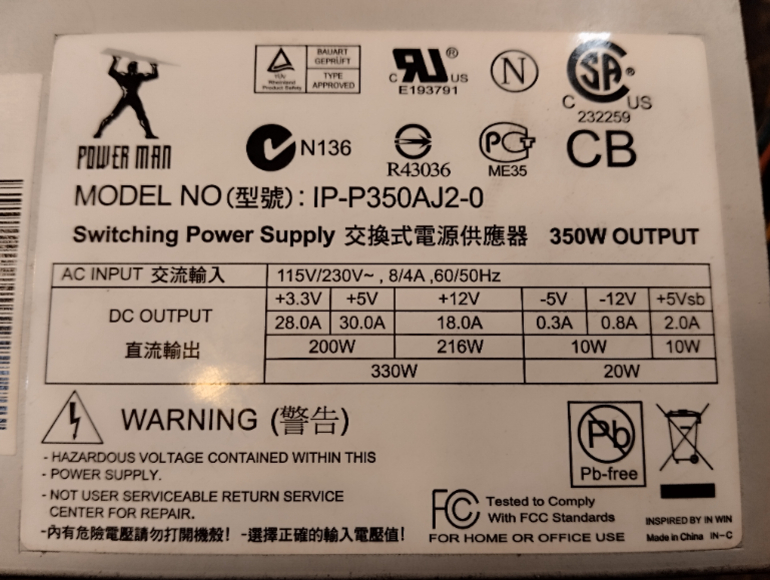 POWER MAN
TÜV Rheinland Product Safety
BAUART GEPRÜFT
TYPE APPROVED
C RU US ®
E193791
N
CSA ®
C US
232259
N136
R43036
PCT
ME35
CB
MODEL NO(型號): IP-P350AJ2-0
Switching Power Supply 交換式電源供應器 350W OUTPUT
AC INPUT 交流輸入 115V/230V~ , 8/4A ,60/50Hz
+3.3V +5V +12V -5V -12V +5Vsb
DC OUTPUT
28.0A 30.0A 18.0A 0.3A 0.8A 2.0A
直流輸出 200W 216W 10W 10W
330W 20W
WARNING (警告)
- HAZARDOUS VOLTAGE CONTAINED WITHIN THIS
- POWER SUPPLY.
- NOT USER SERVICEABLE RETURN SERVICE
CENTER FOR REPAIR.
-內有危險電壓請勿打開機殼! -選擇正確的輸入電壓值!
Pb
Pb-free
FC Tested to Comply
With FCC Standards
FOR HOME OR OFFICE USE
INSPIRED BY IN WIN
Made in China IN-C